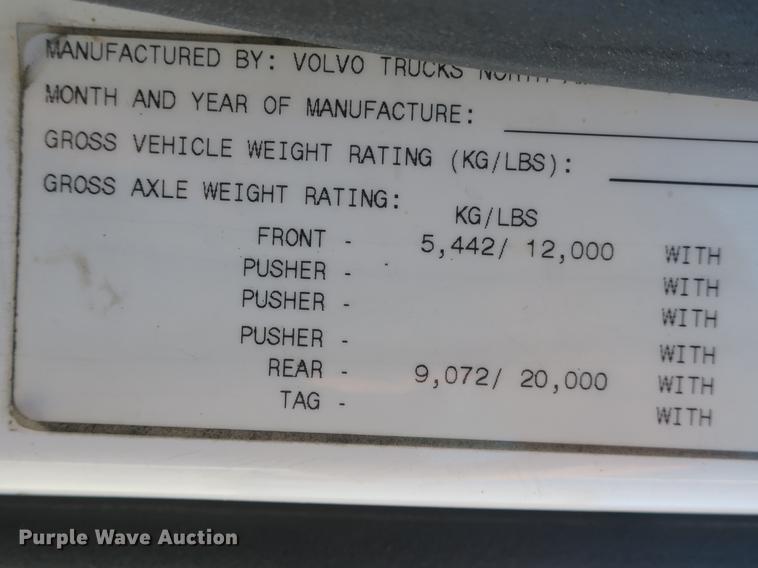 MANUFACTURED BY: VOLVO TRUCKS NORTH
MONTH AND YEAR OF MANUFACTURE:
GROSS VEHICLE WEIGHT RATING (KG/LBS):
GROSS AXLE WEIGHT RATING:
KG/LBS
FRONT - 5,442/ 12,000 WITH
PUSHER - WITH
PUSHER - WITH
PUSHER - WITH
REAR - 9,072/ 20,000 WITH
TAG - WITH
Purple Wave Auction